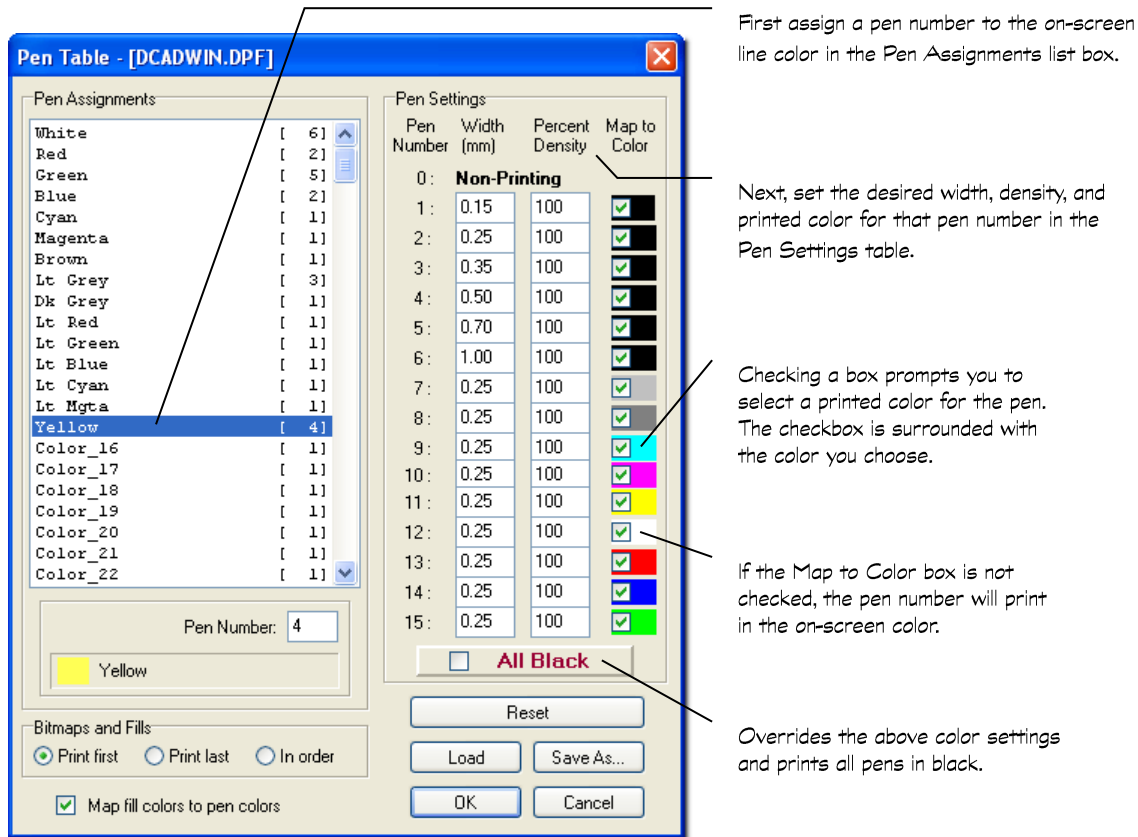 Pen Table - [DCADWIN.DPF]
Pen Assignments
White [ 6]
Red [ 2]
Green [ 5]
Blue [ 2]
Cyan [ 1]
Magenta [ 1]
Brown [ 1]
Lt Grey [ 3]
Dk Grey [ 1]
Lt Red [ 1]
Lt Green [ 1]
Lt Blue [ 1]
Lt Cyan [ 1]
Lt Mgta [ 1]
Yellow [ 4]
Color_16 [ 1]
Color_17 [ 1]
Color_18 [ 1]
Color_19 [ 1]
Color_20 [ 1]
Color_21 [ 1]
Color_22 [ 1]
Pen Number: 4
Yellow
Bitmaps and Fills
Print first Print last In order
Map fill colors to pen colors
Pen Settings
Pen Width Percent Map to
Number (mm) Density Color
0: Non-Printing
1: 0.15 100
2: 0.25 100
3: 0.35 100
4: 0.50 100
5: 0.70 100
6: 1.00 100
7: 0.25 100
8: 0.25 100
9: 0.25 100
10: 0.25 100
11: 0.25 100
12: 0.25 100
13: 0.25 100
14: 0.25 100
15: 0.25 100
All Black
Reset
Load Save As...
OK Cancel
First assign a pen number to the on-screen
line color in the Pen Assignments list box.
Next, set the desired width, density, and
printed color for that pen number in the
Pen Settings table.
Checking a box prompts you to
select a printed color for the pen.
The checkbox is surrounded with
the color you choose.
If the Map to Color box is not
checked, the pen number will print
in the on-screen color.
Overrides the above color settings
and prints all pens in black.